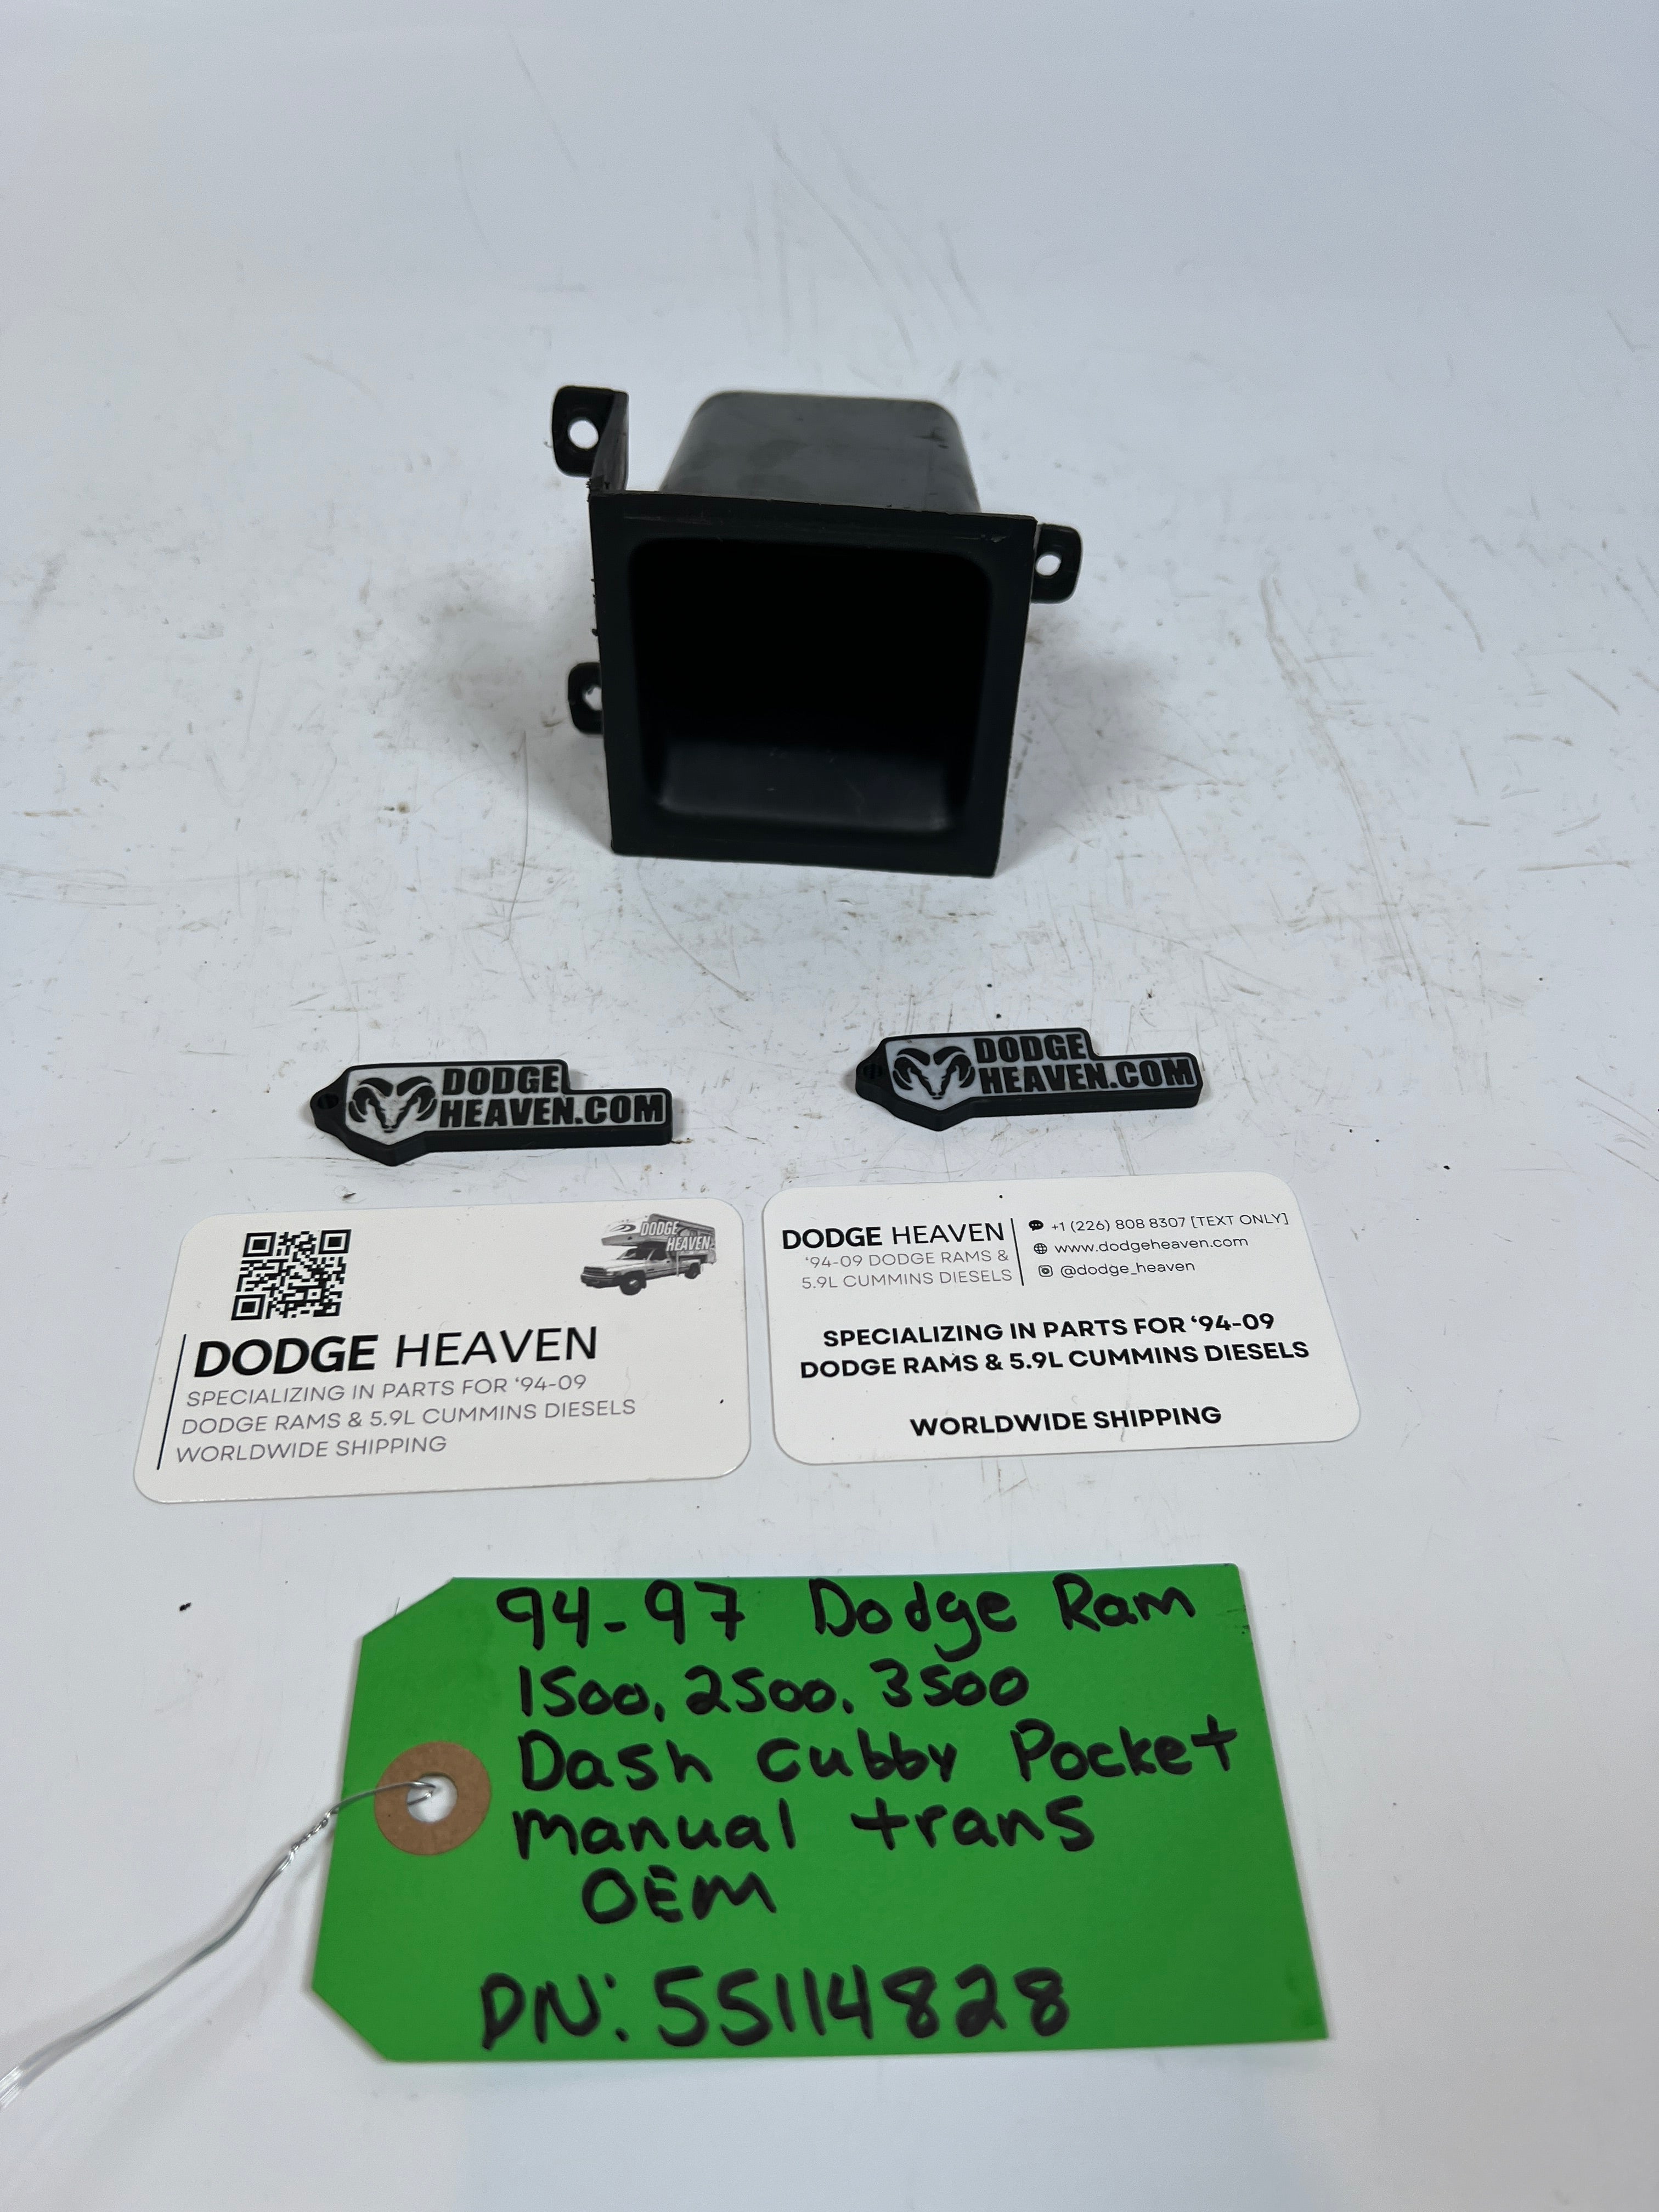 DODGE
HEAVEN.COM
DODGE
HEAVEN.COM
DODGE
HEAVEN
DODGE HEAVEN
SPECIALIZING IN PARTS FOR ‘94-09
DODGE RAMS & 5.9L CUMMINS DIESELS
WORLDWIDE SHIPPING
DODGE HEAVEN
‘94-09 DODGE RAMS &
5.9L CUMMINS DIESELS
+1 (226) 808 8307 [TEXT ONLY]
www.dodgeheaven.com
@dodge_heaven
SPECIALIZING IN PARTS FOR ‘94-09
DODGE RAMS & 5.9L CUMMINS DIESELS
WORLDWIDE SHIPPING
94-97 Dodge Ram
1500, 2500, 3500
Dash cubby Pocket
manual trans
OEM
PN: 55114828